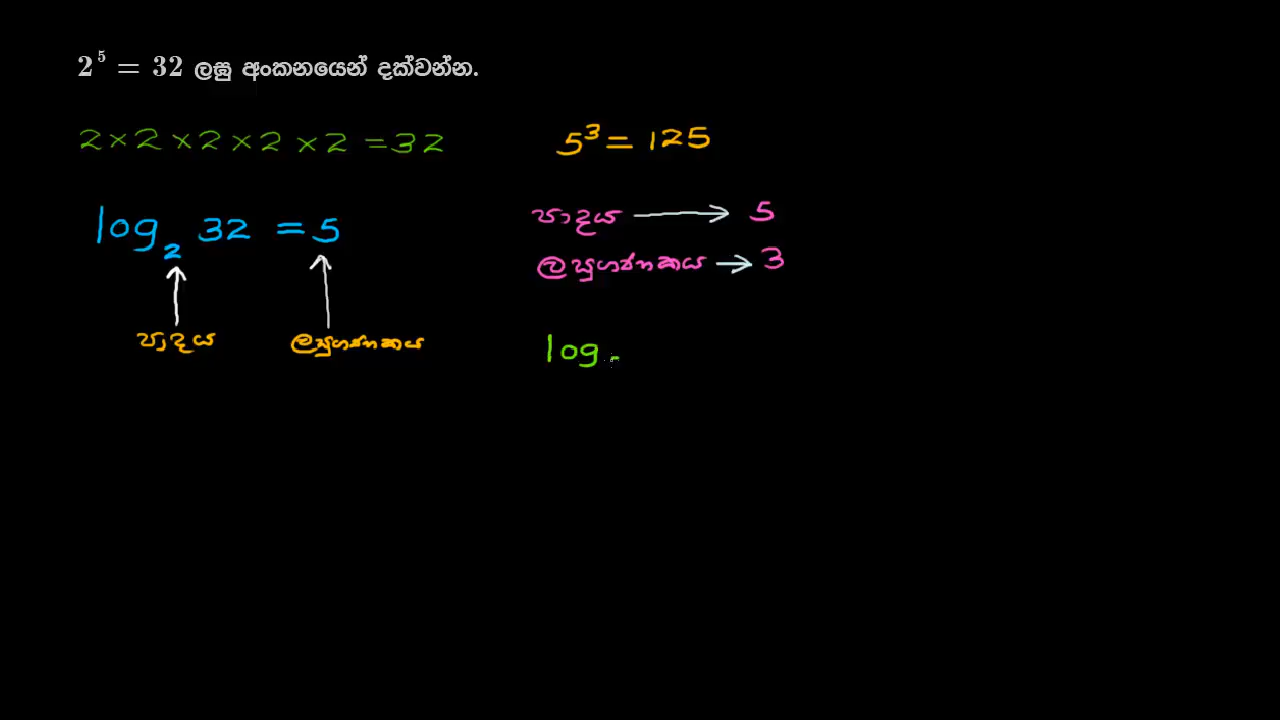 2⁵ = 32 ලඝු අංකනයෙන් දක්වන්න.
2 × 2 × 2 × 2 × 2 = 32
log₂ 32 = 5
පාදය ලඝුගණකය
5³ = 125
පාදය → 5
ලඝුගණකය → 3
log